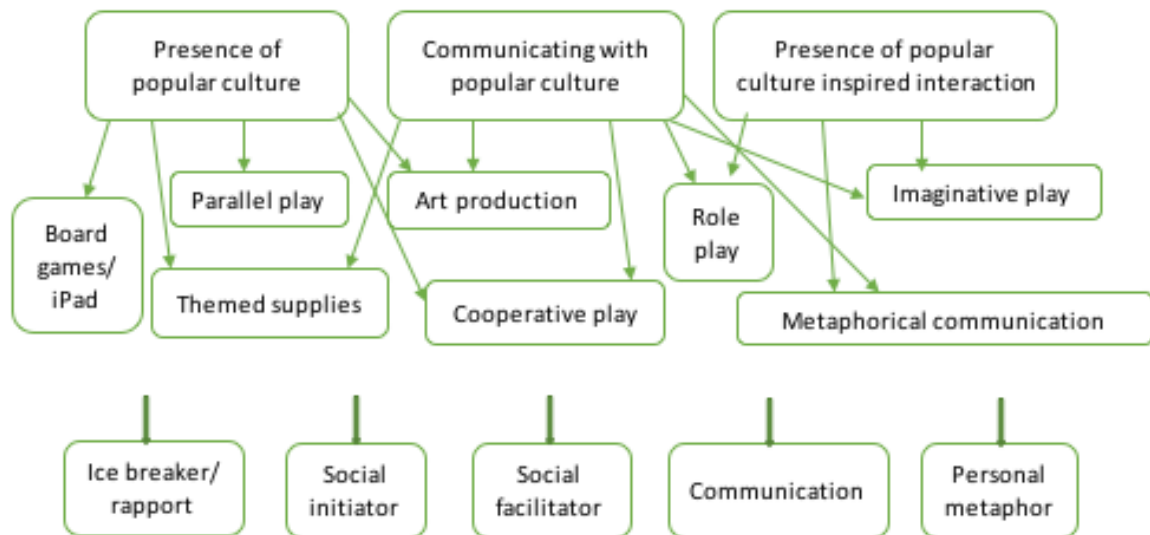 Presence of
popular culture
Communicating with
popular culture
Presence of popular
culture inspired interaction
Parallel play
Art production
Imaginative play
Role
play
Board
games/
iPad
Themed supplies
Cooperative play
Metaphorical communication
Ice breaker/
rapport
Social
initiator
Social
facilitator
Communication
Personal
metaphor